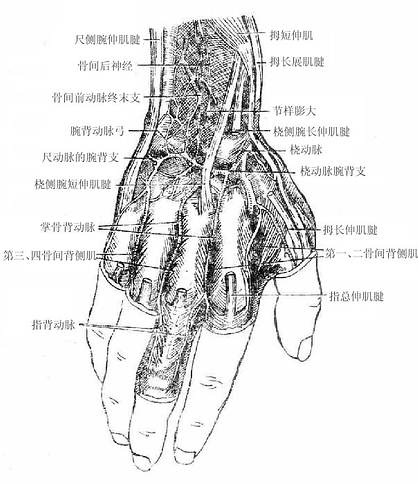 尺侧腕伸肌腱
拇短伸肌
骨间后神经
拇长展肌腱
骨间前动脉终末支
节样膨大
腕背动脉弓
桡侧腕长伸肌腱
桡动脉
尺动脉的腕背支
桡动脉腕背支
桡侧腕短伸肌腱
掌骨背动脉
拇长伸肌腱
第三、四骨间背侧肌
第一、二骨间背侧肌
指总伸肌腱
指背动脉